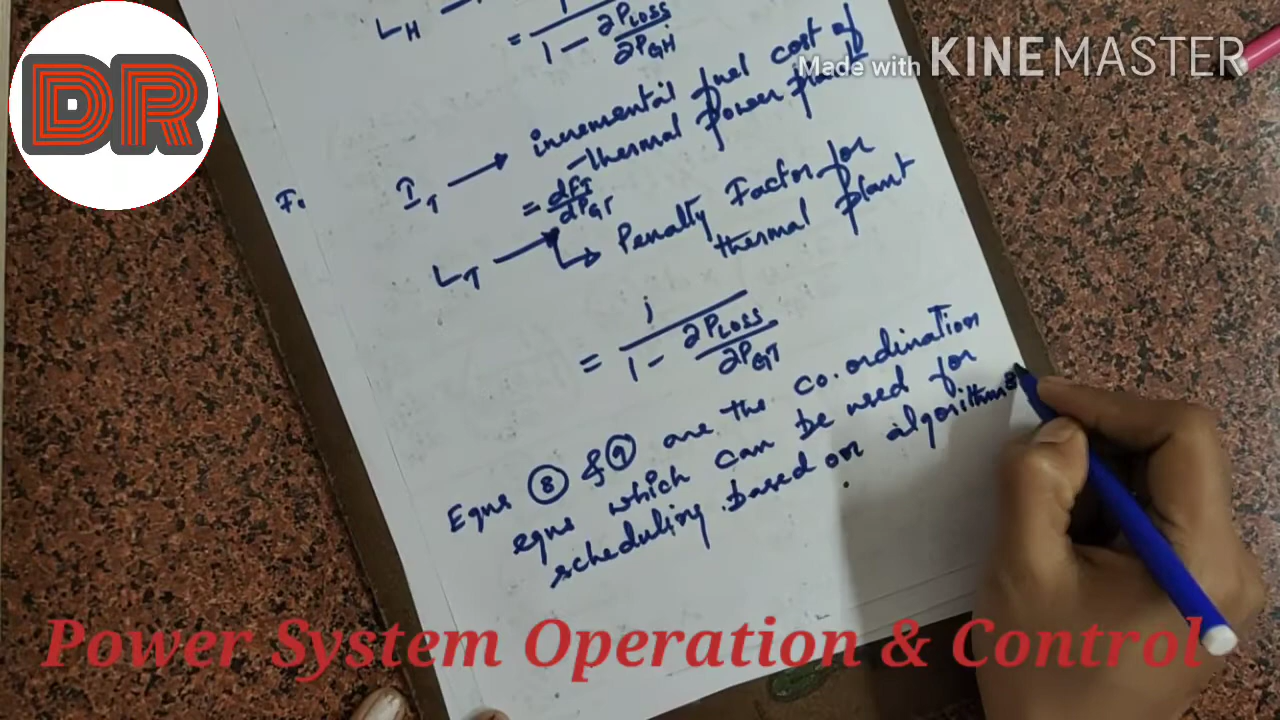 DR
Made with KINEMASTER
L_H →
= 1 / (1 - ∂P_LOSS/∂P_GH)
I_T → incremental fuel cost of
thermal power plant
= dF_T/dP_GT
L_T → Penalty Factor for
thermal plant
= 1 / (1 - ∂P_LOSS/∂P_GT)
Eqns ⑧ & ⑨ are the co.ordination
eqns which can be used for
scheduling based on algorithms
Power System Operation & Control